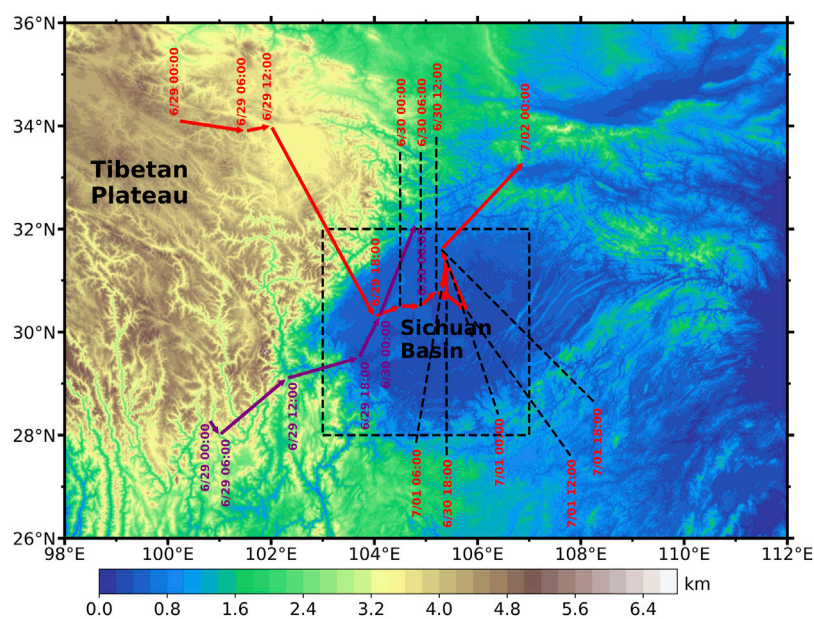 36°N
34°N
32°N
30°N
28°N
26°N
98°E
100°E
102°E
104°E
106°E
108°E
110°E
112°E
Tibetan
Plateau
Sichuan
Basin
6/29 00:00
6/29 06:00
6/29 12:00
6/29 18:00
6/30 00:00
6/30 06:00
6/30 12:00
7/02 00:00
6/29 00:00
6/29 06:00
6/29 12:00
6/29 18:00
6/30 00:00
6/30 06:00
7/01 06:00
6/30 18:00
7/01 00:00
7/01 12:00
7/01 18:00
0.0
0.8
1.6
2.4
3.2
4.0
4.8
5.6
6.4
km